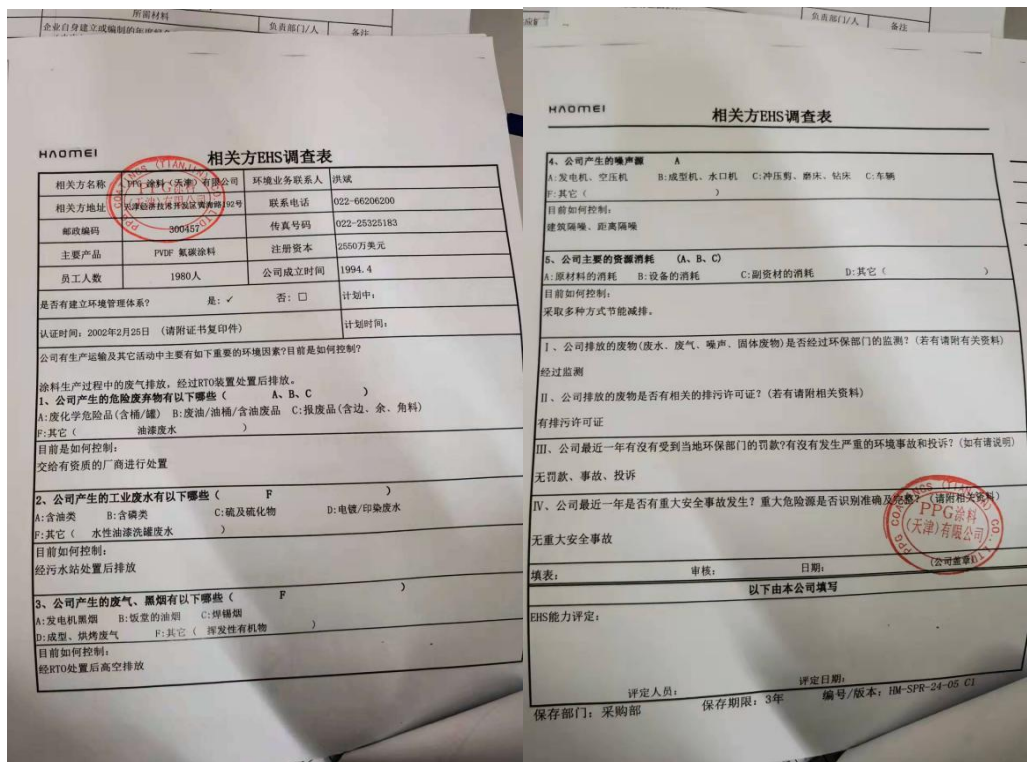 所需材料
负责部门/人
备注
HAOMEI
相关方EHS调查表
相关方名称 PPG 涂料(天津)有限公司 环境业务联系人 洪斌
相关方地址 天津经济技术开发区黄海路192号 联系电话 022-66206200
邮政编码 300457 传真号码 022-25325183
主要产品 PVDF 氟碳涂料 注册资本 2550万美元
员工人数 1980人 公司成立时间 1994.4
是否有建立环境管理体系? 是:✓ 否:□ 计划中:
认证时间:2002年2月25日 (请附证书复印件) 计划时间:
公司有生产运输及其它活动中主要有如下重要的环境因素?目前是如何控制?
涂料生产过程中的废气排放,经过RTO装置处置后排放。
1、公司产生的危险废弃物有以下哪些( A、B、C )
A:废化学危险品(含桶/罐) B:废油/油桶/含油废品 C:报废品(含边、余、角料)
F:其它( 油漆废水 )
目前是如何控制:
交给有资质的厂商进行处置
2、公司产生的工业废水有以下哪些( F )
A:含油类 B:含磷类 C:硫及硫化物 D:电镀/印染废水
F:其它( 水性油漆洗罐废水 )
目前如何控制:
经污水站处置后排放
3、公司产生的废气、黑烟有以下哪些( F )
A:发电机黑烟 B:饭堂的油烟 C:焊锡烟
D:成型、烘烤废气 F:其它( 挥发性有机物 )
目前如何控制:
经RTO处置后高空排放
负责部门/人
备注
HAOMEI
相关方EHS调查表
4、公司产生的噪声源 A
A:发电机、空压机 B:成型机、水口机 C:冲压剪、磨床、钻床 C:车辆
F:其它( )
目前如何控制:
建筑隔噪、距离隔噪
5、公司主要的资源消耗 (A、B、C)
A:原材料的消耗 B:设备的消耗 C:副资材的消耗 D:其它( )
目前如何控制:
采取多种方式节能减排。
I、公司排放的废物(废水、废气、噪声、固体废物)是否经过环保部门的监测?(若有请附有关资料)
经过监测
II、公司排放的废物是否有相关的排污许可证?(若有请附相关资料)
有排污许可证
III、公司最近一年有没有受到当地环保部门的罚款?有沒有发生严重的环境事故和投诉?(如有请说明)
无罚款、事故、投诉
IV、公司最近一年是否有重大安全事故发生?重大危险源是否识别准确及完整?(请附相关资料)
无重大安全事故
PPG COATINGS (TIANJIN) CO., LTD
PPG涂料
(天津)有限公司
填表: 审核: 日期: (公司盖章)
以下由本公司填写
EHS能力评定:
评定人员: 评定日期:
保存部门:采购部 保存期限:3年 编号/版本:HM-SPR-24-05 C1